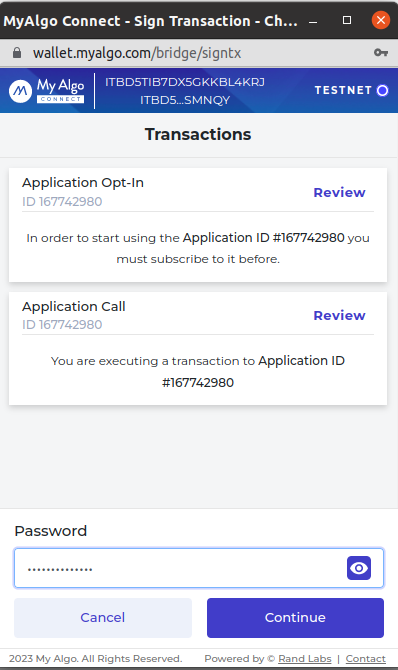 MyAlgo Connect - Sign Transaction - Ch...
wallet.myalgo.com/bridge/signtx
My Algo
CONNECT
ITBD5TIB7DX5GKKBL4KRJ
ITBD5...SMNQY
TESTNET
Transactions
Application Opt-In
ID 167742980
Review
In order to start using the Application ID #167742980 you
must subscribe to it before.
Application Call
ID 167742980
Review
You are executing a transaction to Application ID
#167742980
Password
••••••••••••••
Cancel
Continue
2023 My Algo. All Rights Reserved.
Powered by © Rand Labs | Contact